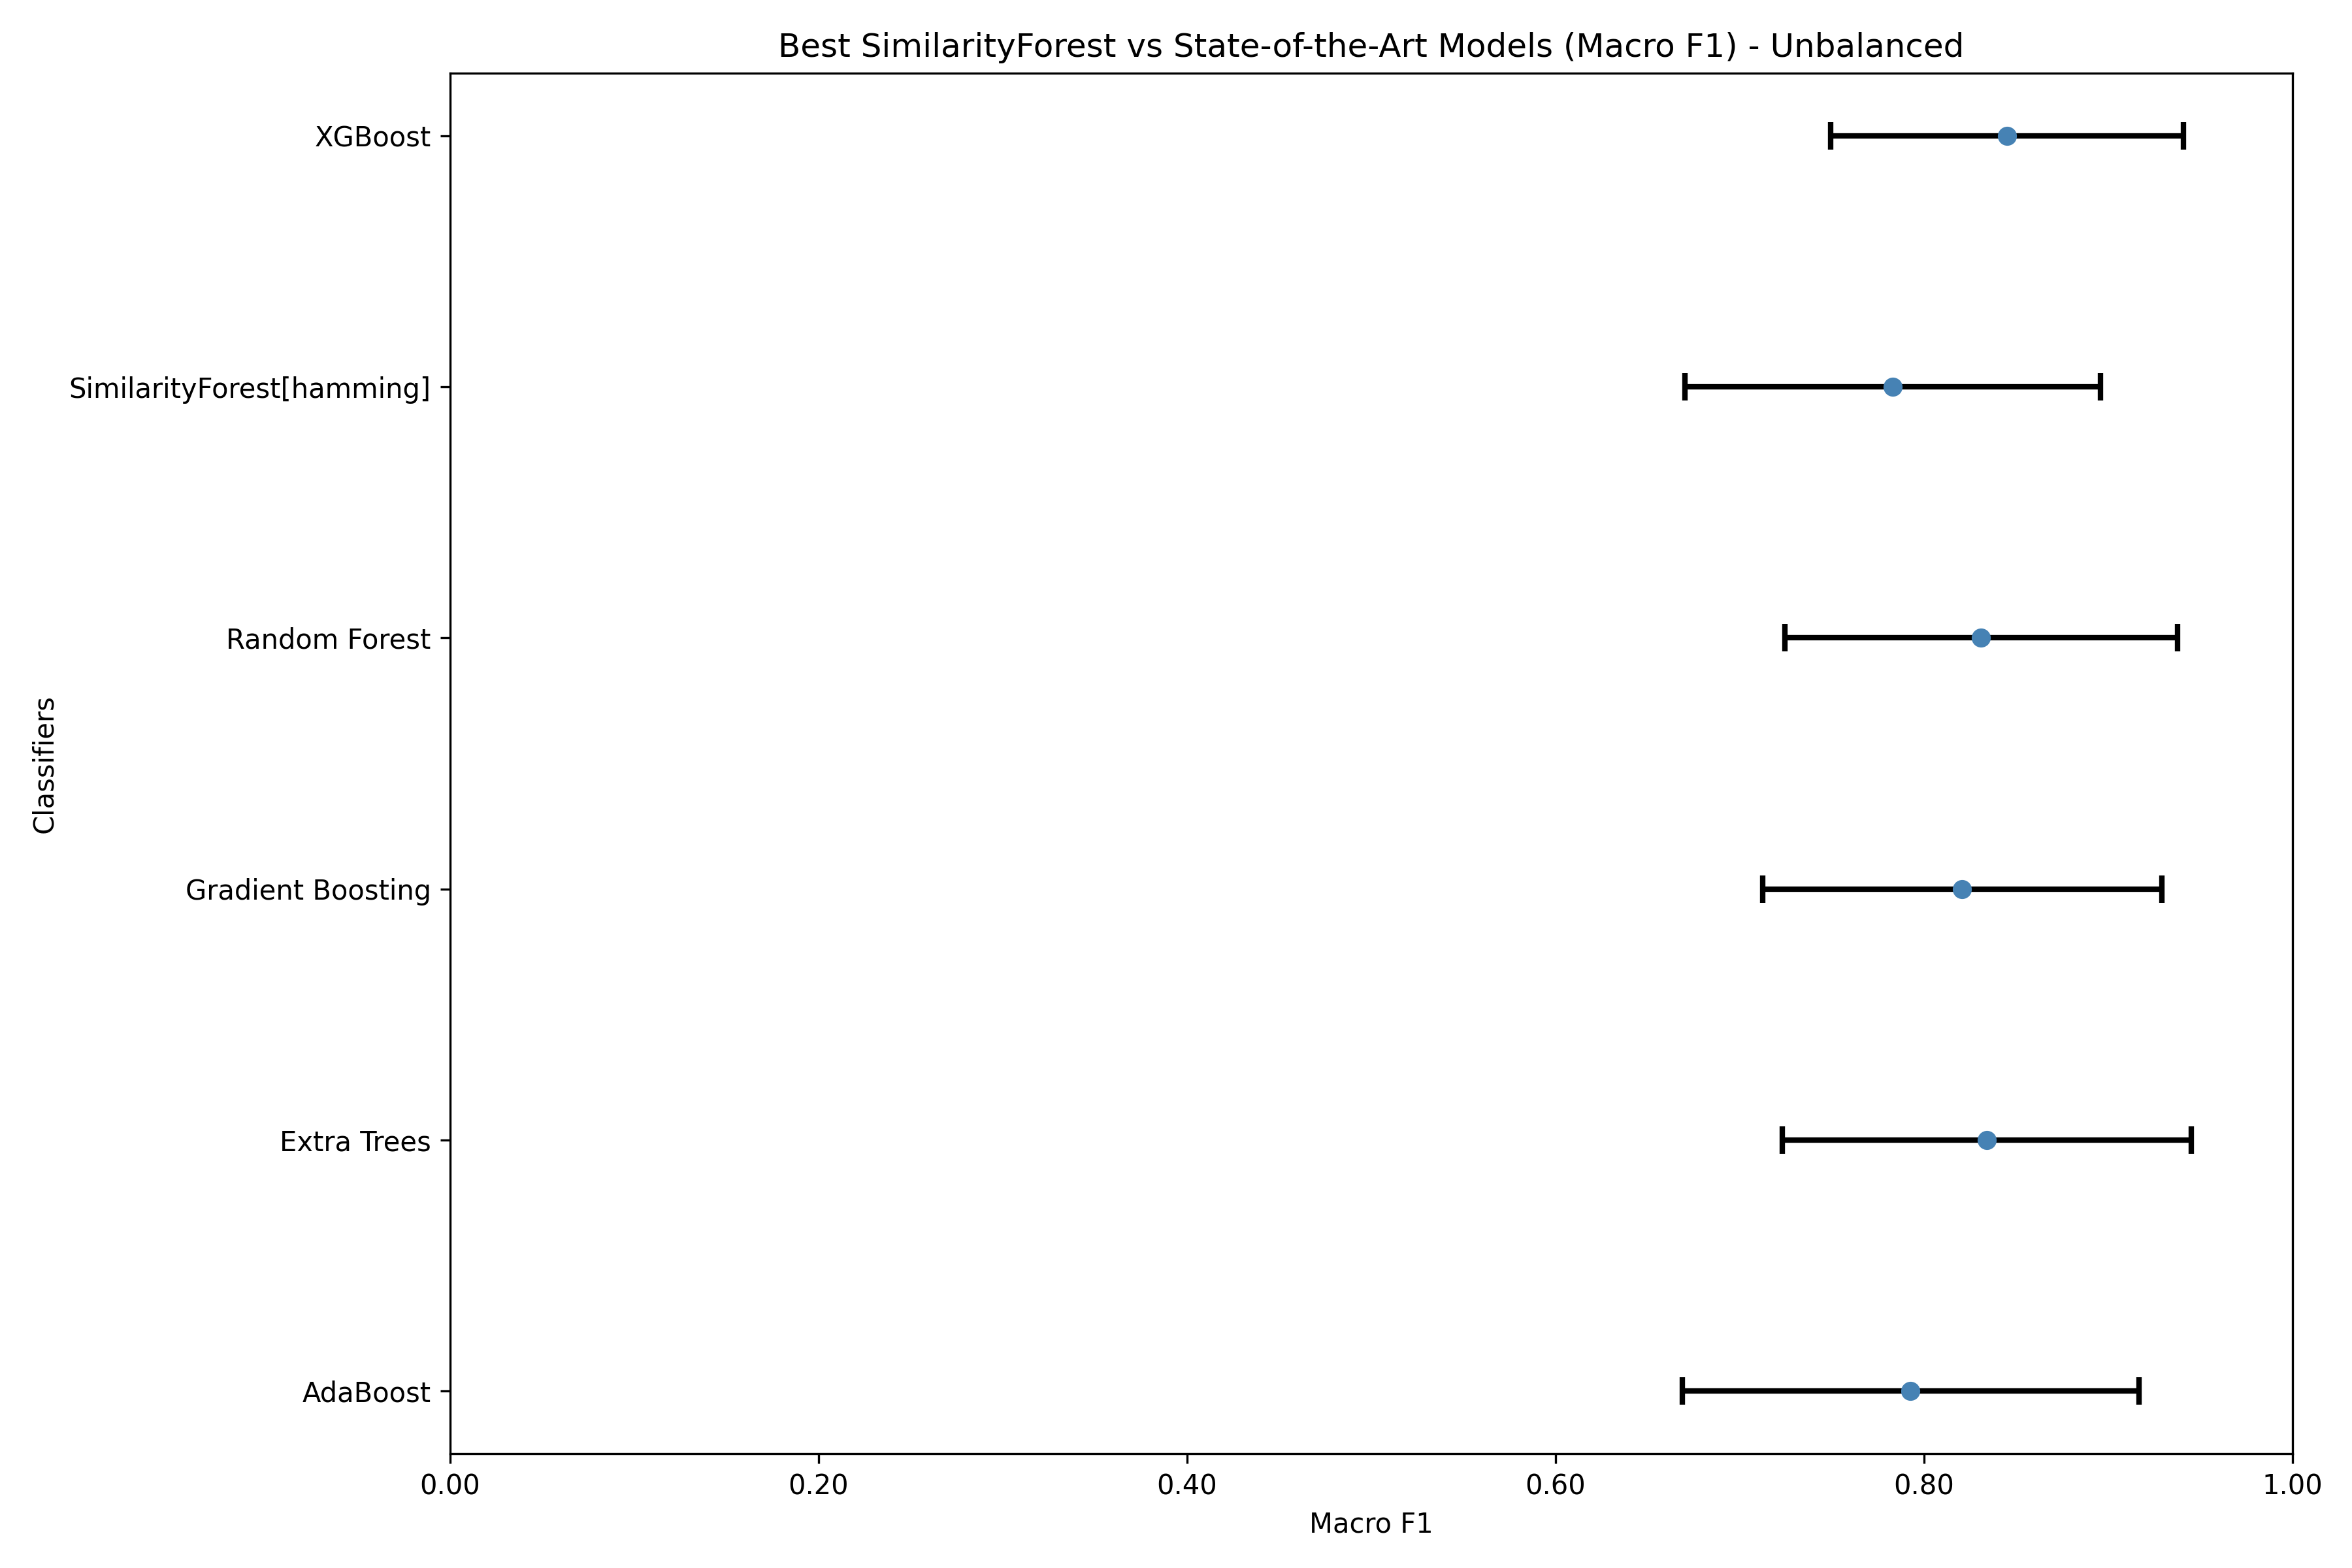 Best SimilarityForest vs State-of-the-Art Models (Macro F1) - Unbalanced
XGBoost
SimilarityForest[hamming]
Random Forest
Gradient Boosting
Extra Trees
AdaBoost
Classifiers
0.00 0.20 0.40 0.60 0.80 1.00
Macro F1